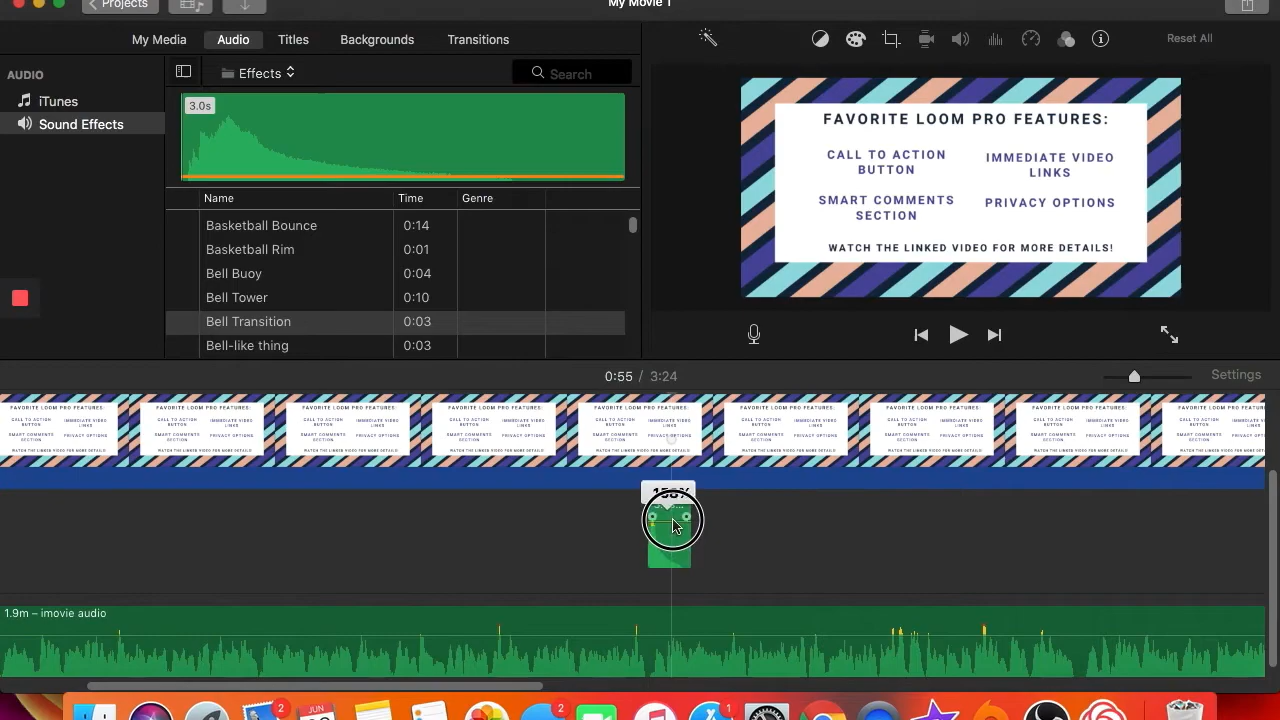 Projects
My Movie 1
My Media
Audio
Titles
Backgrounds
Transitions
Reset All
AUDIO
iTunes
Sound Effects
Effects
Search
3.0s
Name Time Genre
Basketball Bounce 0:14
Basketball Rim 0:01
Bell Buoy 0:04
Bell Tower 0:10
Bell Transition 0:03
Bell-like thing 0:03
FAVORITE LOOM PRO FEATURES:
CALL TO ACTION
BUTTON
IMMEDIATE VIDEO
LINKS
SMART COMMENTS
SECTION
PRIVACY OPTIONS
WATCH THE LINKED VIDEO FOR MORE DETAILS!
0:55 / 3:24
Settings
1.9m – imovie audio
JUN
2
2
1